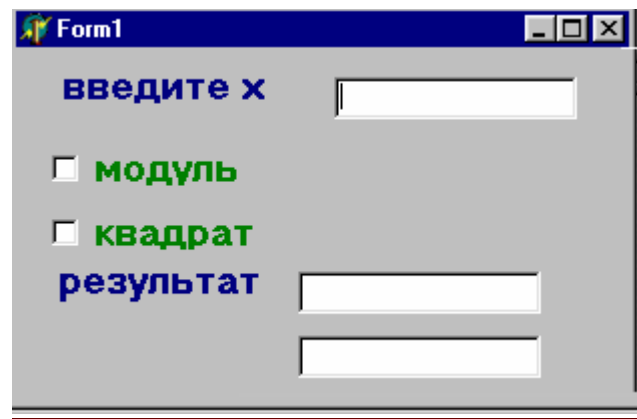 Form1
введите x
модуль
квадрат
результат